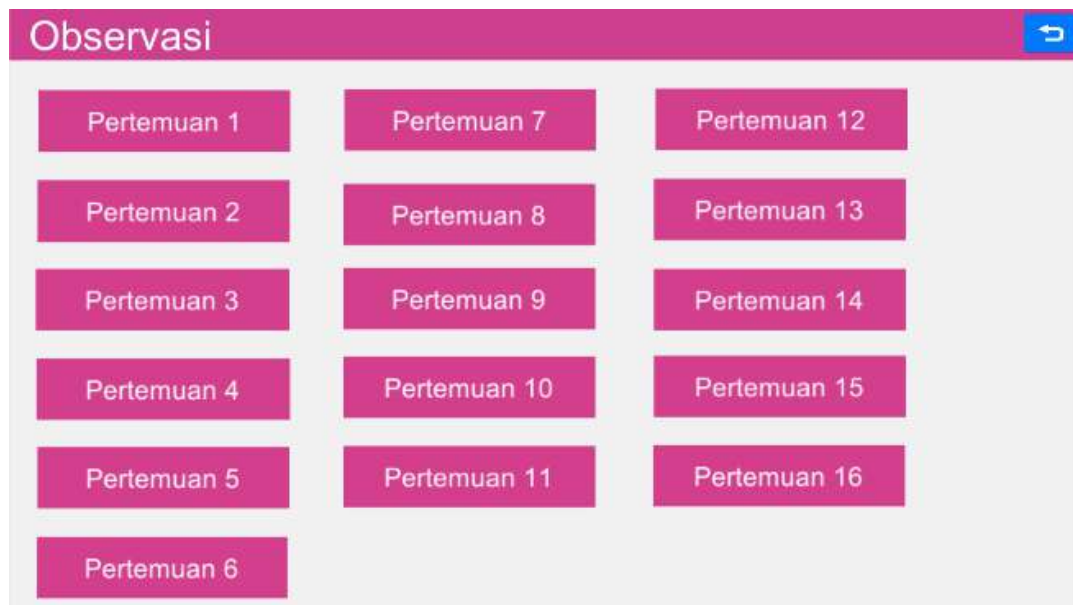 Observasi
Pertemuan 1
Pertemuan 2
Pertemuan 3
Pertemuan 4
Pertemuan 5
Pertemuan 6
Pertemuan 7
Pertemuan 8
Pertemuan 9
Pertemuan 10
Pertemuan 11
Pertemuan 12
Pertemuan 13
Pertemuan 14
Pertemuan 15
Pertemuan 16